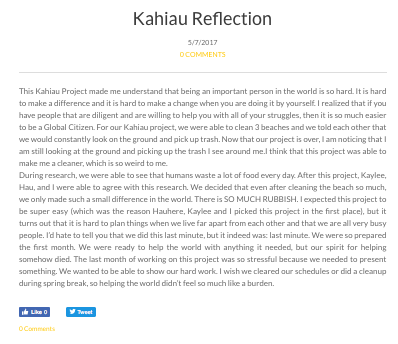 Kahiau Reflection
5/7/2017
0 COMMENTS
This Kahiau Project made me understand that being an important person in the world is so hard. It is hard
to make a difference and it is hard to make a change when you are doing it by yourself. I realized that if you
have people that are diligent and are willing to help you with all of your struggles, then it is so much easier
to be a Global Citizen. For our Kahiau project, we were able to clean 3 beaches and we told each other that
we would constantly look on the ground and pick up trash. Now that our project is over, I am noticing that I
am still looking at the ground and picking up the trash I see around me.I think that this project was able to
make me a cleaner, which is so weird to me.
During research, we were able to see that humans waste a lot of food every day. After this project, Kaylee,
Hau, and I were able to agree with this research. We decided that even after cleaning the beach so much,
we only made such a small difference in the world. There is SO MUCH RUBBISH. I expected this project to
be super easy (which was the reason Hauhere, Kaylee and I picked this project in the first place), but it
turns out that it is hard to plan things when we live far apart from each other and that we are all very busy
people. I'd hate to tell you that we did this last minute, but it indeed was: last minute. We were so prepared
the first month. We were ready to help the world with anything it needed, but our spirit for helping
somehow died. The last month of working on this project was so stressful because we needed to present
something. We wanted to be able to show our hard work. I wish we cleared our schedules or did a cleanup
during spring break, so helping the world didn't feel so much like a burden.
Like 0
Tweet
0 Comments